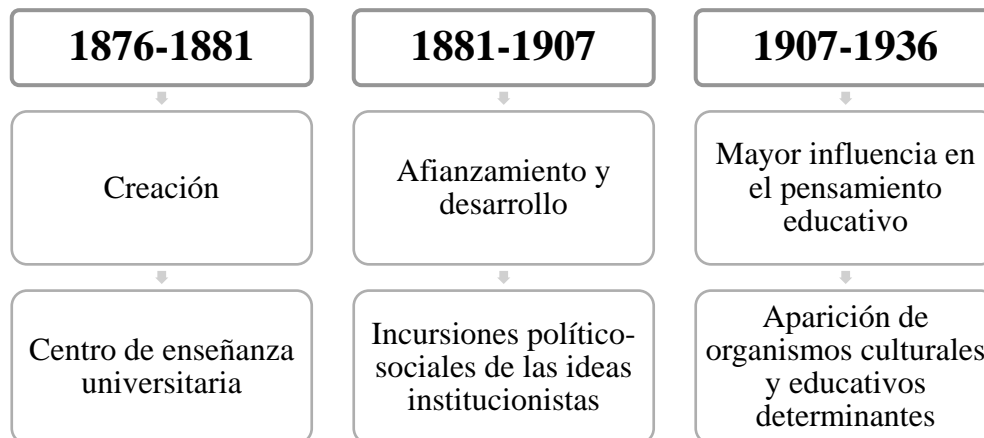 1876-1881
Creación
Centro de enseñanza
universitaria
1881-1907
Afianzamiento y
desarrollo
Incursiones político-
sociales de las ideas
institucionistas
1907-1936
Mayor influencia en
el pensamiento
educativo
Aparición de
organismos culturales
y educativos
determinantes